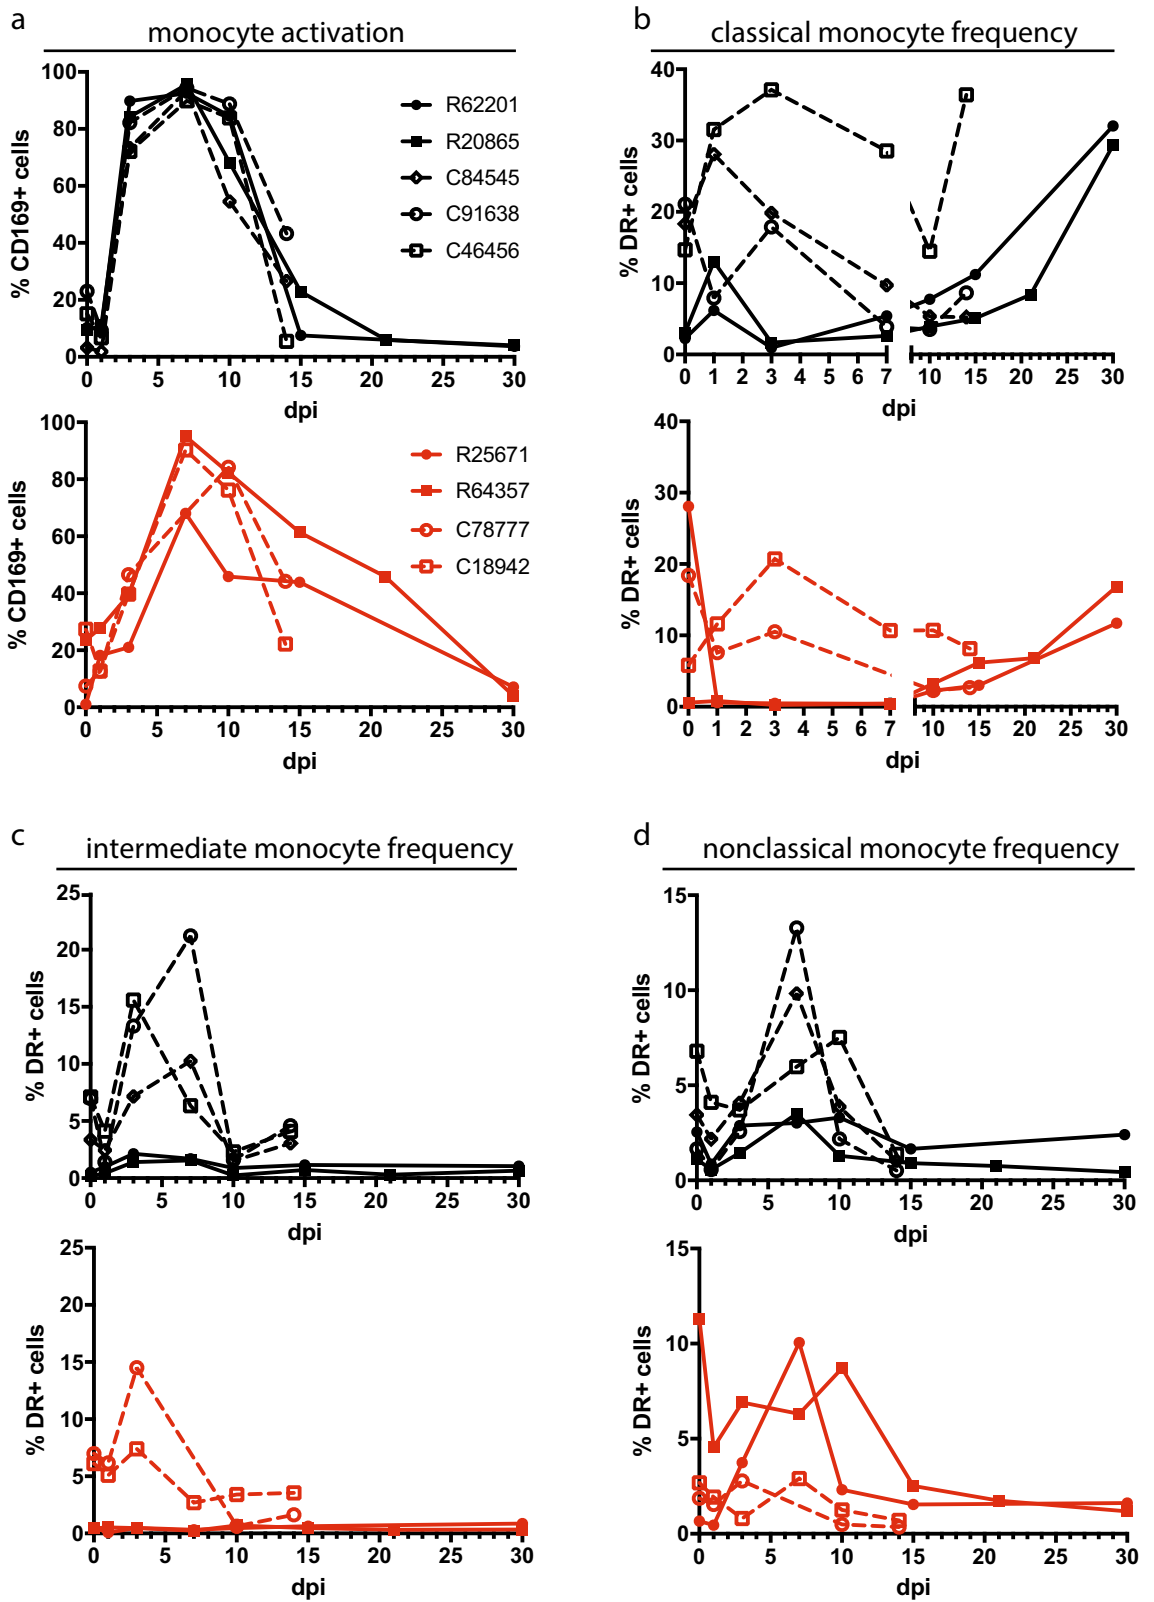 a
monocyte activation
100
80
60
40
20
0
% CD169+ cells
0 5 10 15 20 25 30
dpi
R62201
R20865
C84545
C91638
C46456
100
80
60
40
20
0
% CD169+ cells
0 5 10 15 20 25 30
dpi
R25671
R64357
C78777
C18942
b
classical monocyte frequency
40
30
20
10
0
% DR+ cells
0 1 2 3 4 5 6 7 10 15 20 25 30
dpi
40
30
20
10
0
% DR+ cells
0 1 2 3 4 5 6 7 10 15 20 25 30
dpi
c
intermediate monocyte frequency
25
20
15
10
5
0
% DR+ cells
0 5 10 15 20 25 30
dpi
25
20
15
10
5
0
% DR+ cells
0 5 10 15 20 25 30
dpi
d
nonclassical monocyte frequency
15
10
5
0
% DR+ cells
0 5 10 15 20 25 30
dpi
15
10
5
0
% DR+ cells
0 5 10 15 20 25 30
dpi